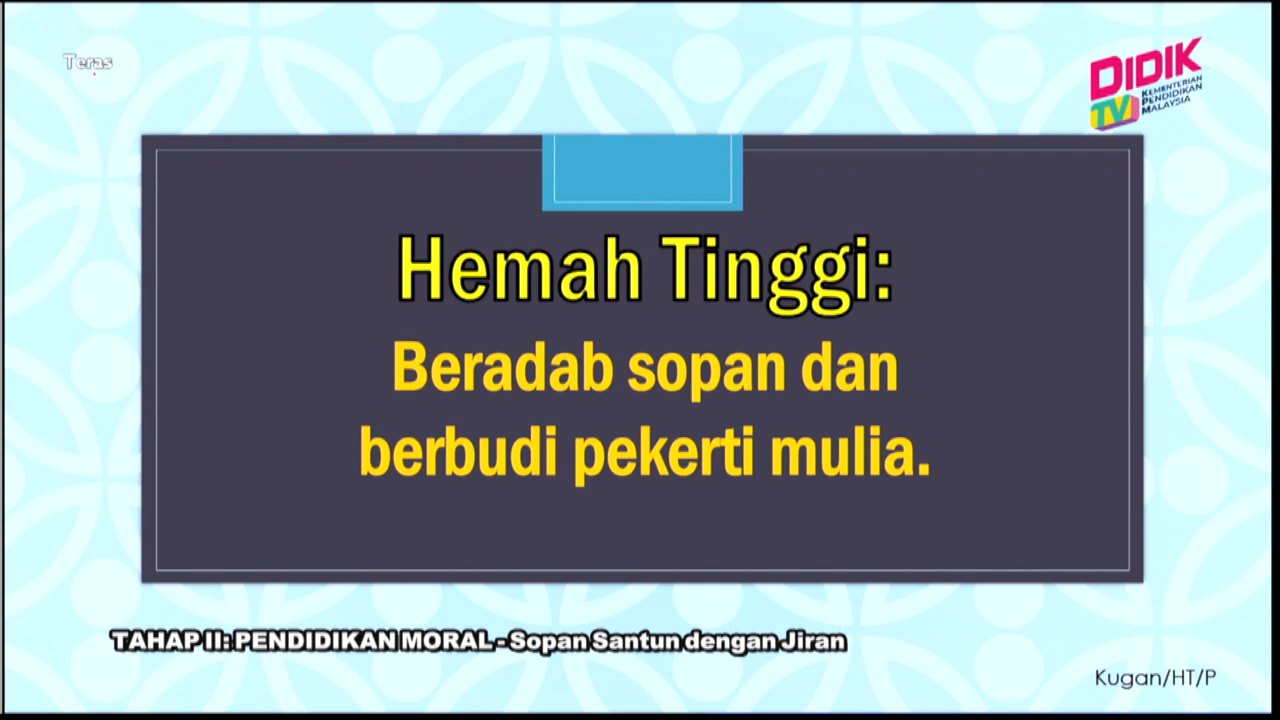 Teras
DIDIK
TV
KEMENTERIAN
PENDIDIKAN
MALAYSIA
Hemah Tinggi:
Beradab sopan dan
berbudi pekerti mulia.
TAHAP II: PENDIDIKAN MORAL - Sopan Santun dengan Jiran
Kugan/HT/P